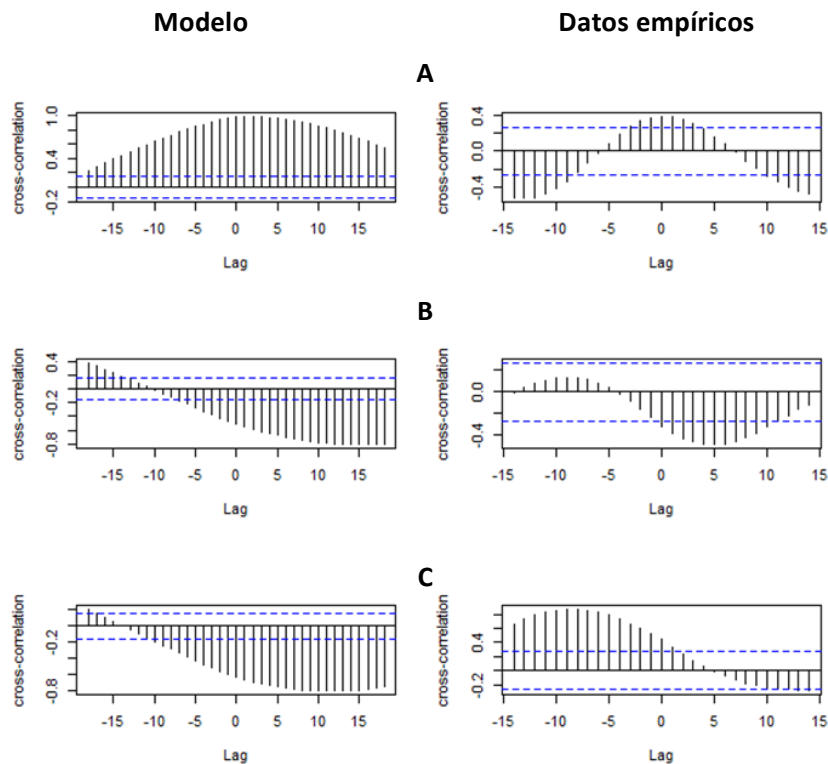 Modelo Datos empíricos
A
cross-correlation
-0.2 0.4 1.0
-15 -10 -5 0 5 10 15
Lag
cross-correlation
-0.4 0.0 0.4
-15 -10 -5 0 5 10 15
Lag
B
cross-correlation
-0.8 -0.2 0.4
-15 -10 -5 0 5 10 15
Lag
cross-correlation
-0.4 0.0
-15 -10 -5 0 5 10 15
Lag
C
cross-correlation
-0.8 -0.2
-15 -10 -5 0 5 10 15
Lag
cross-correlation
-0.2 0.4
-15 -10 -5 0 5 10 15
Lag